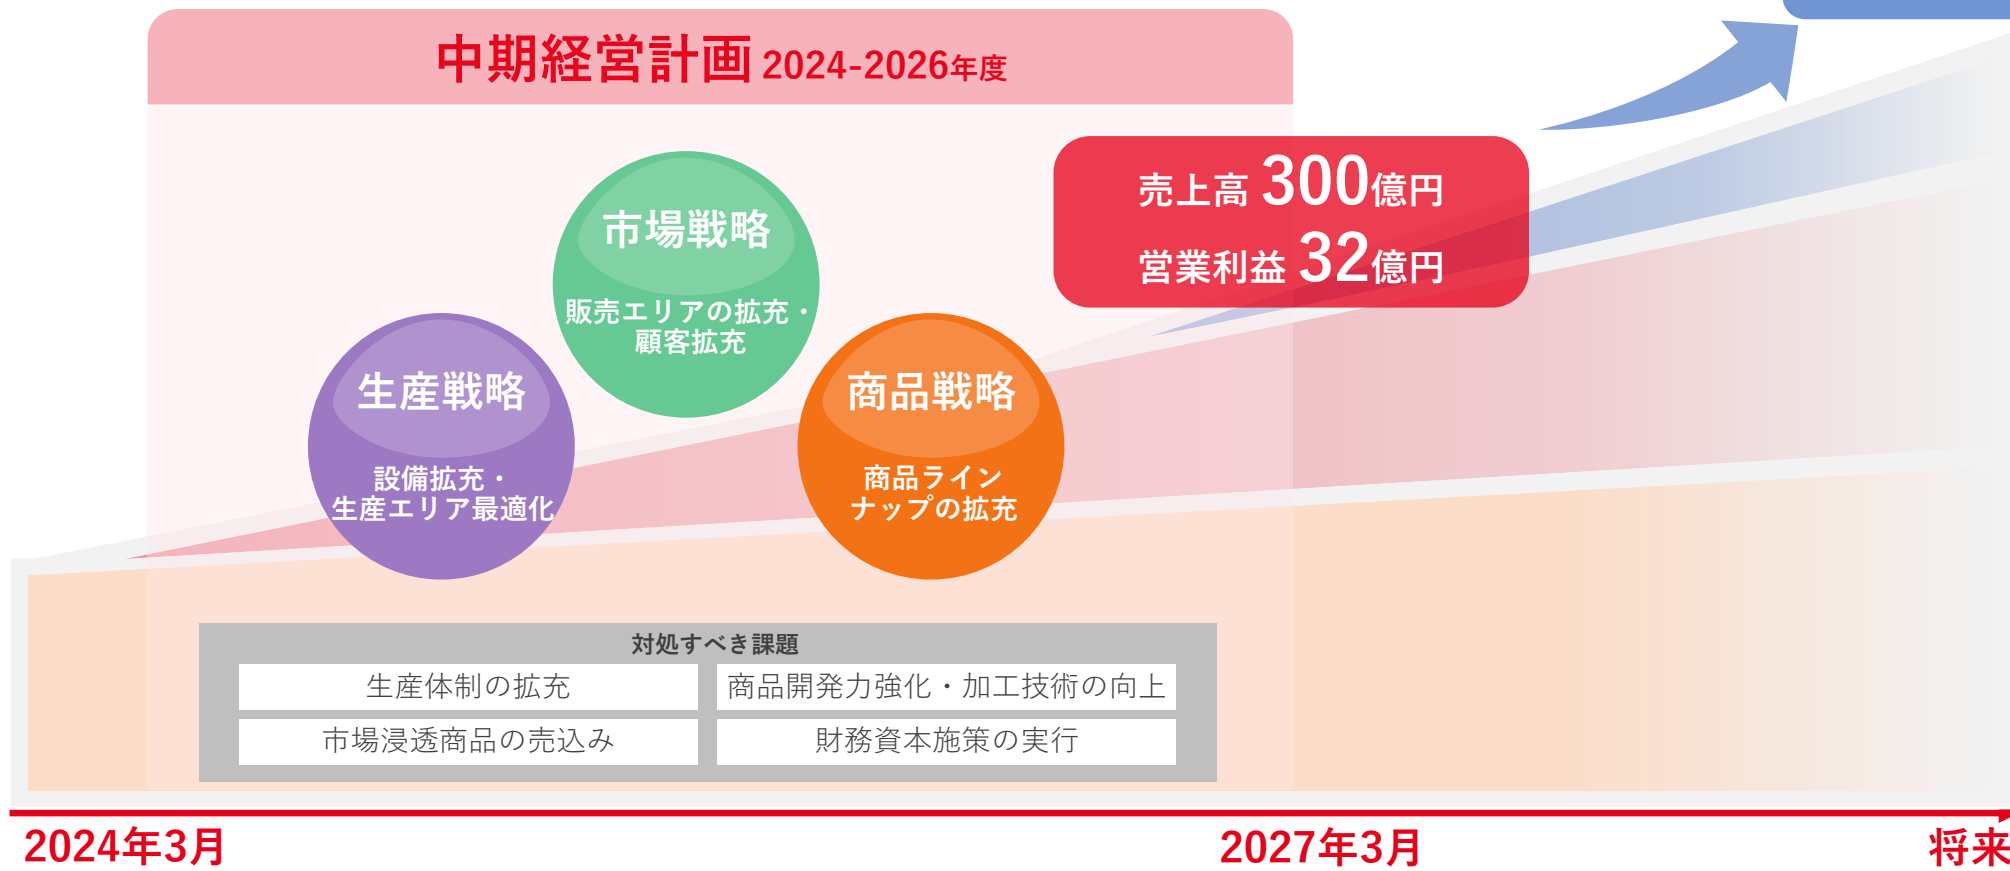 中期経営計画 2024-2026年度
売上高 300億円
営業利益 32億円
市場戦略
販売エリアの拡充・
顧客拡充
生産戦略
設備拡充・
生産エリア最適化
商品戦略
商品ライン
ナップの拡充
対処すべき課題
生産体制の拡充
商品開発力強化・加工技術の向上
市場浸透商品の売込み
財務資本施策の実行
2024年3月
2027年3月
将来